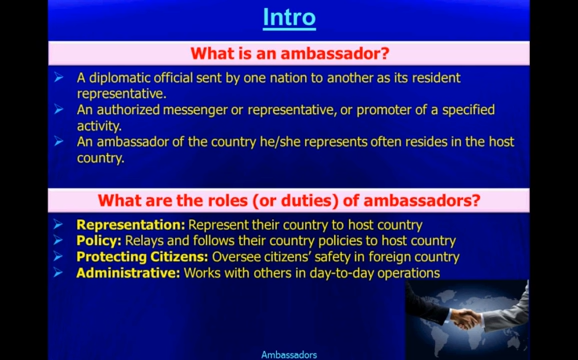 Intro
What is an ambassador?
A diplomatic official sent by one nation to another as its resident
representative.
An authorized messenger or representative, or promoter of a specified
activity.
An ambassador of the country he/she represents often resides in the host
country.
What are the roles (or duties) of ambassadors?
Representation: Represent their country to host country
Policy: Relays and follows their country policies to host country
Protecting Citizens: Oversee citizens' safety in foreign country
Administrative: Works with others in day-to-day operations
Ambassadors